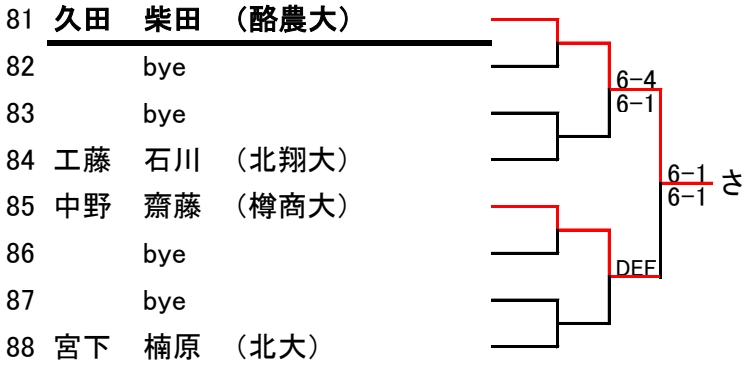 81 久田 柴田 （酪農大）
82 bye
83 bye
84 工藤 石川 （北翔大）
85 中野 齋藤 （樽商大）
86 bye
87 bye
88 宮下 楠原 （北大）
6-4
6-1
6-1
6-1
さ
DEF